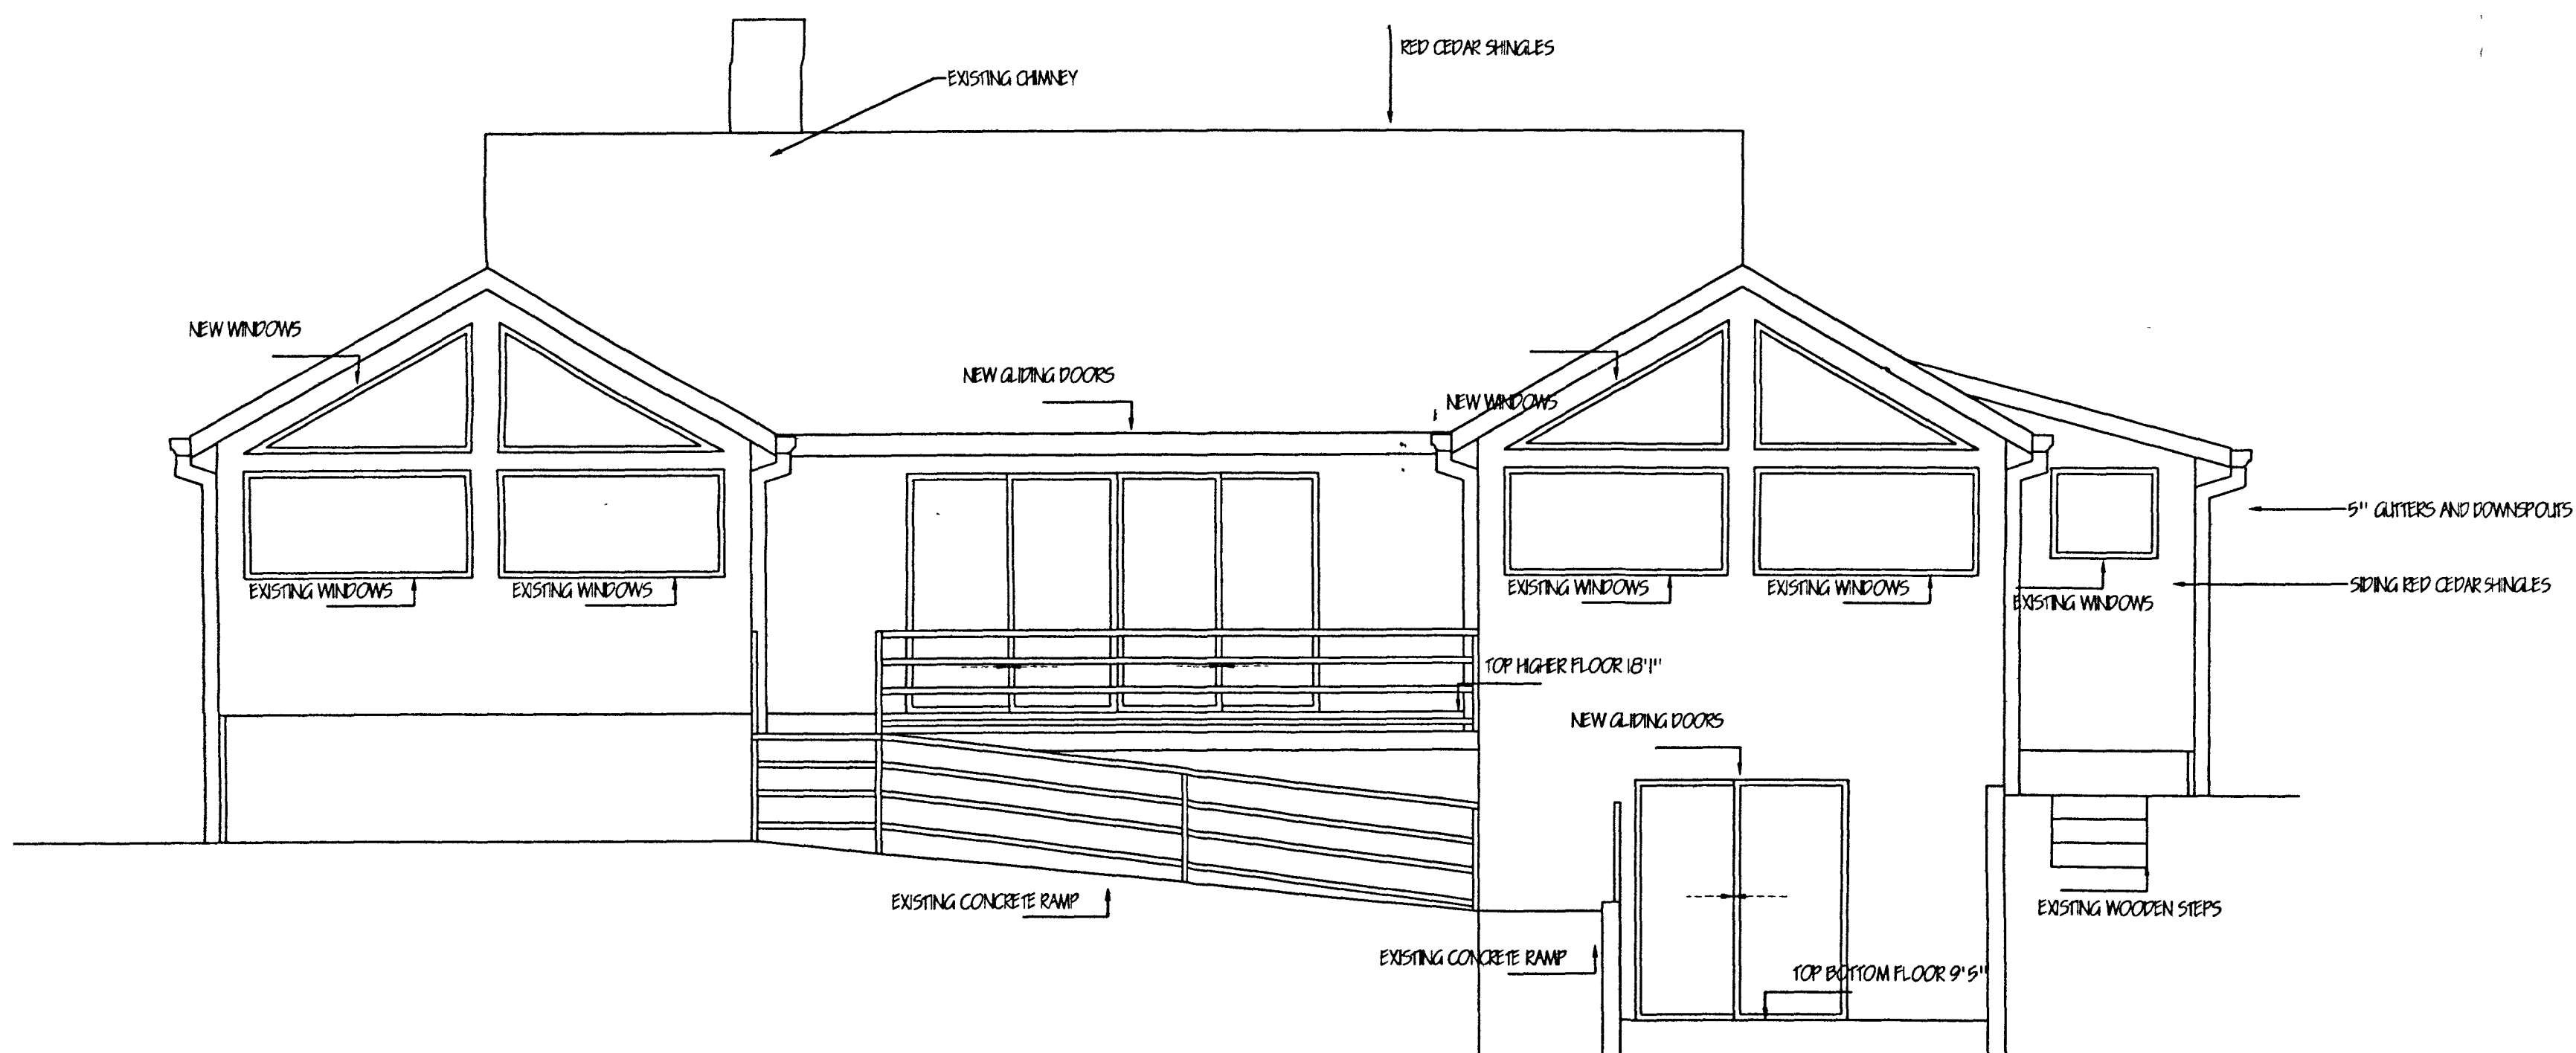 RED CEDAR SHINGLES
EXISTING CHIMNEY
NEW WINDOWS
NEW GLIDING DOORS
NEW WINDOWS
5" GUTTERS AND DOWNSPOUTS
EXISTING WINDOWS
EXISTING WINDOWS
EXISTING WINDOWS
EXISTING WINDOWS
EXISTING WINDOWS
SIDING RED CEDAR SHINGLES
TOP HIGHER FLOOR 18'1"
NEW GLIDING DOORS
EXISTING CONCRETE RAMP
EXISTING WOODEN STEPS
EXISTING CONCRETE RAMP
TOP BOTTOM FLOOR 9'5"